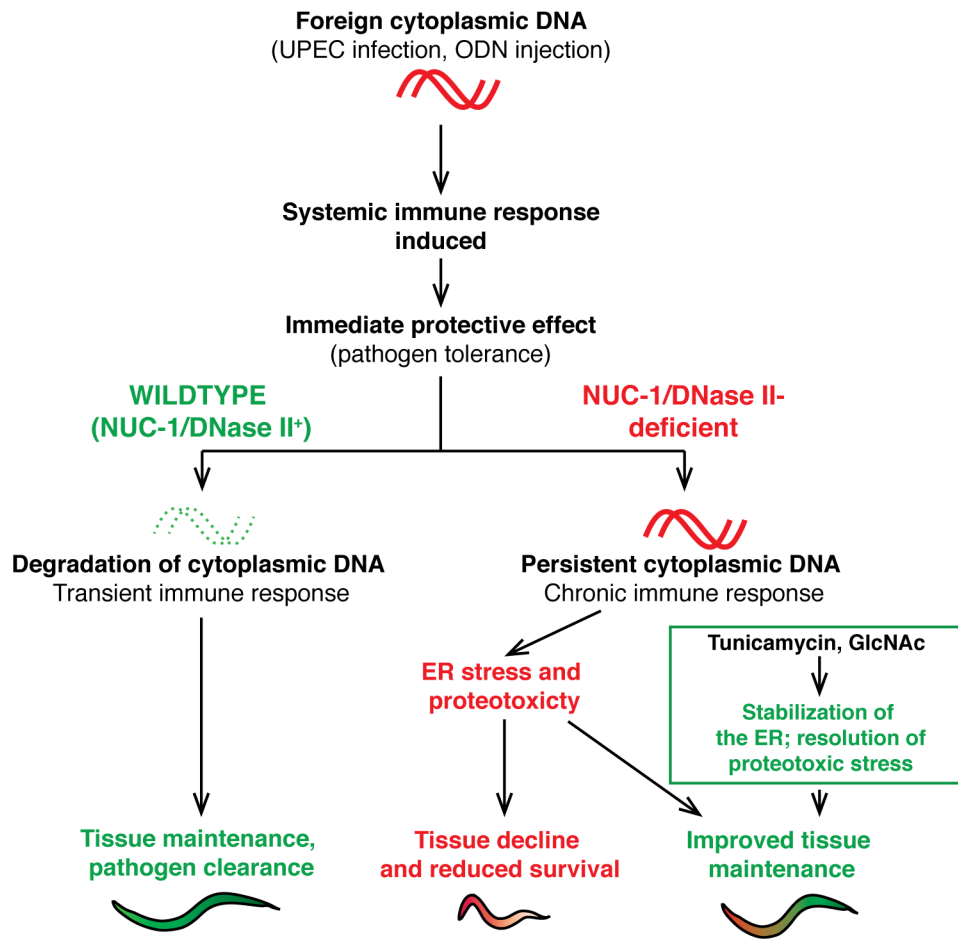 Foreign cytoplasmic DNA
(UPEC infection, ODN injection)
Systemic immune response
induced
Immediate protective effect
(pathogen tolerance)
WILDTYPE
(NUC-1/DNase II⁺)
NUC-1/DNase II-
deficient
Degradation of cytoplasmic DNA
Transient immune response
Persistent cytoplasmic DNA
Chronic immune response
Tunicamycin, GlcNAc
ER stress and
proteotoxicty
Stabilization of
the ER; resolution of
proteotoxic stress
Tissue maintenance,
pathogen clearance
Tissue decline
and reduced survival
Improved tissue
maintenance